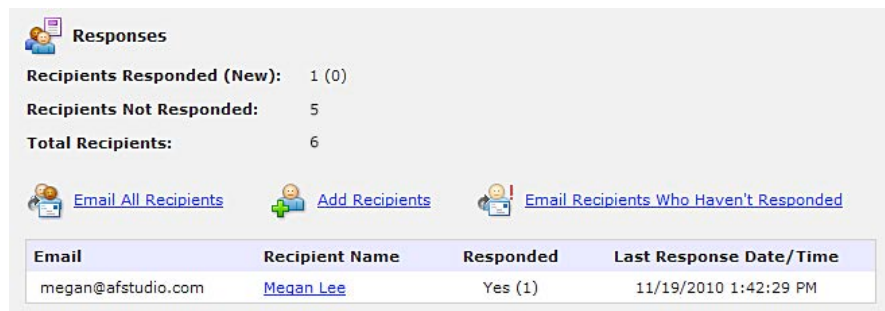 Responses
Recipients Responded (New): 1 (0)
Recipients Not Responded: 5
Total Recipients: 6
Email All Recipients Add Recipients Email Recipients Who Haven't Responded
Email Recipient Name Responded Last Response Date/Time
megan@afstudio.com Megan Lee Yes (1) 11/19/2010 1:42:29 PM